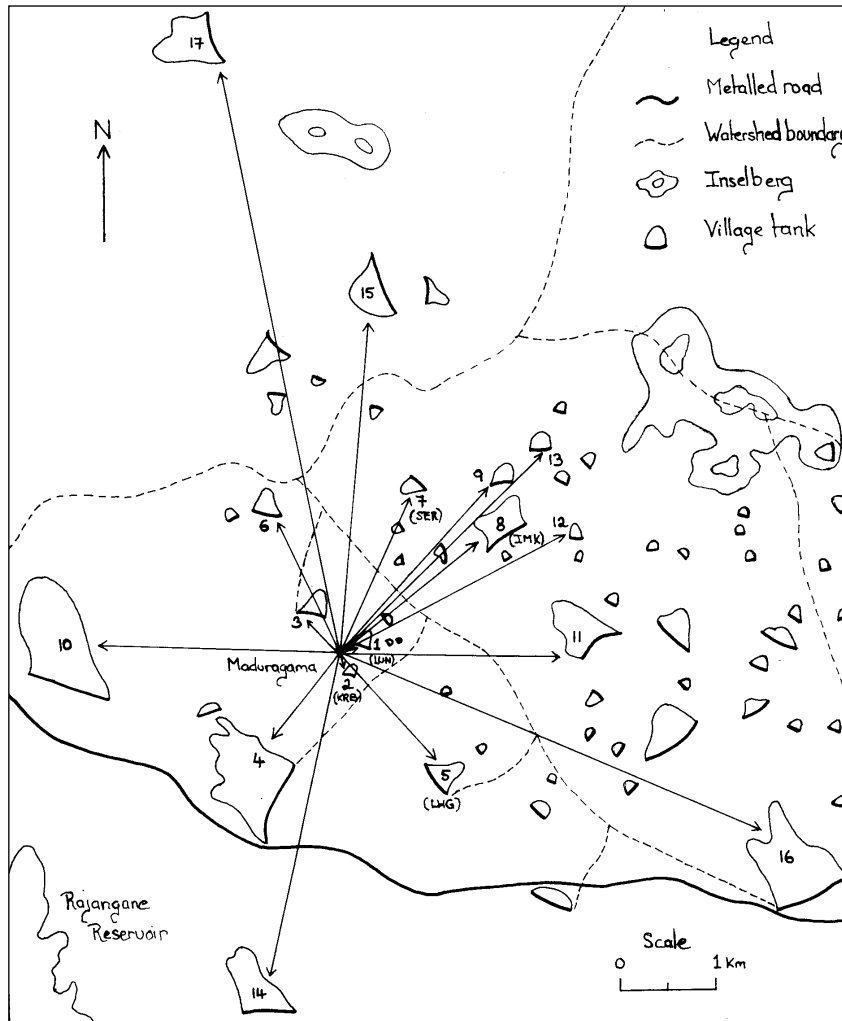 17
Legend
Metalled road
N
Watershed boundary
Inselberg
Village tank
15
13
9
7
(SER)
6
8
(IMK)
12
3
10
1 DD
(LUN)
11
Maduragama
2
(KRB)
4
5
(LHG)
16
Rajangane
Reservoir
Scale
0 1 Km
14